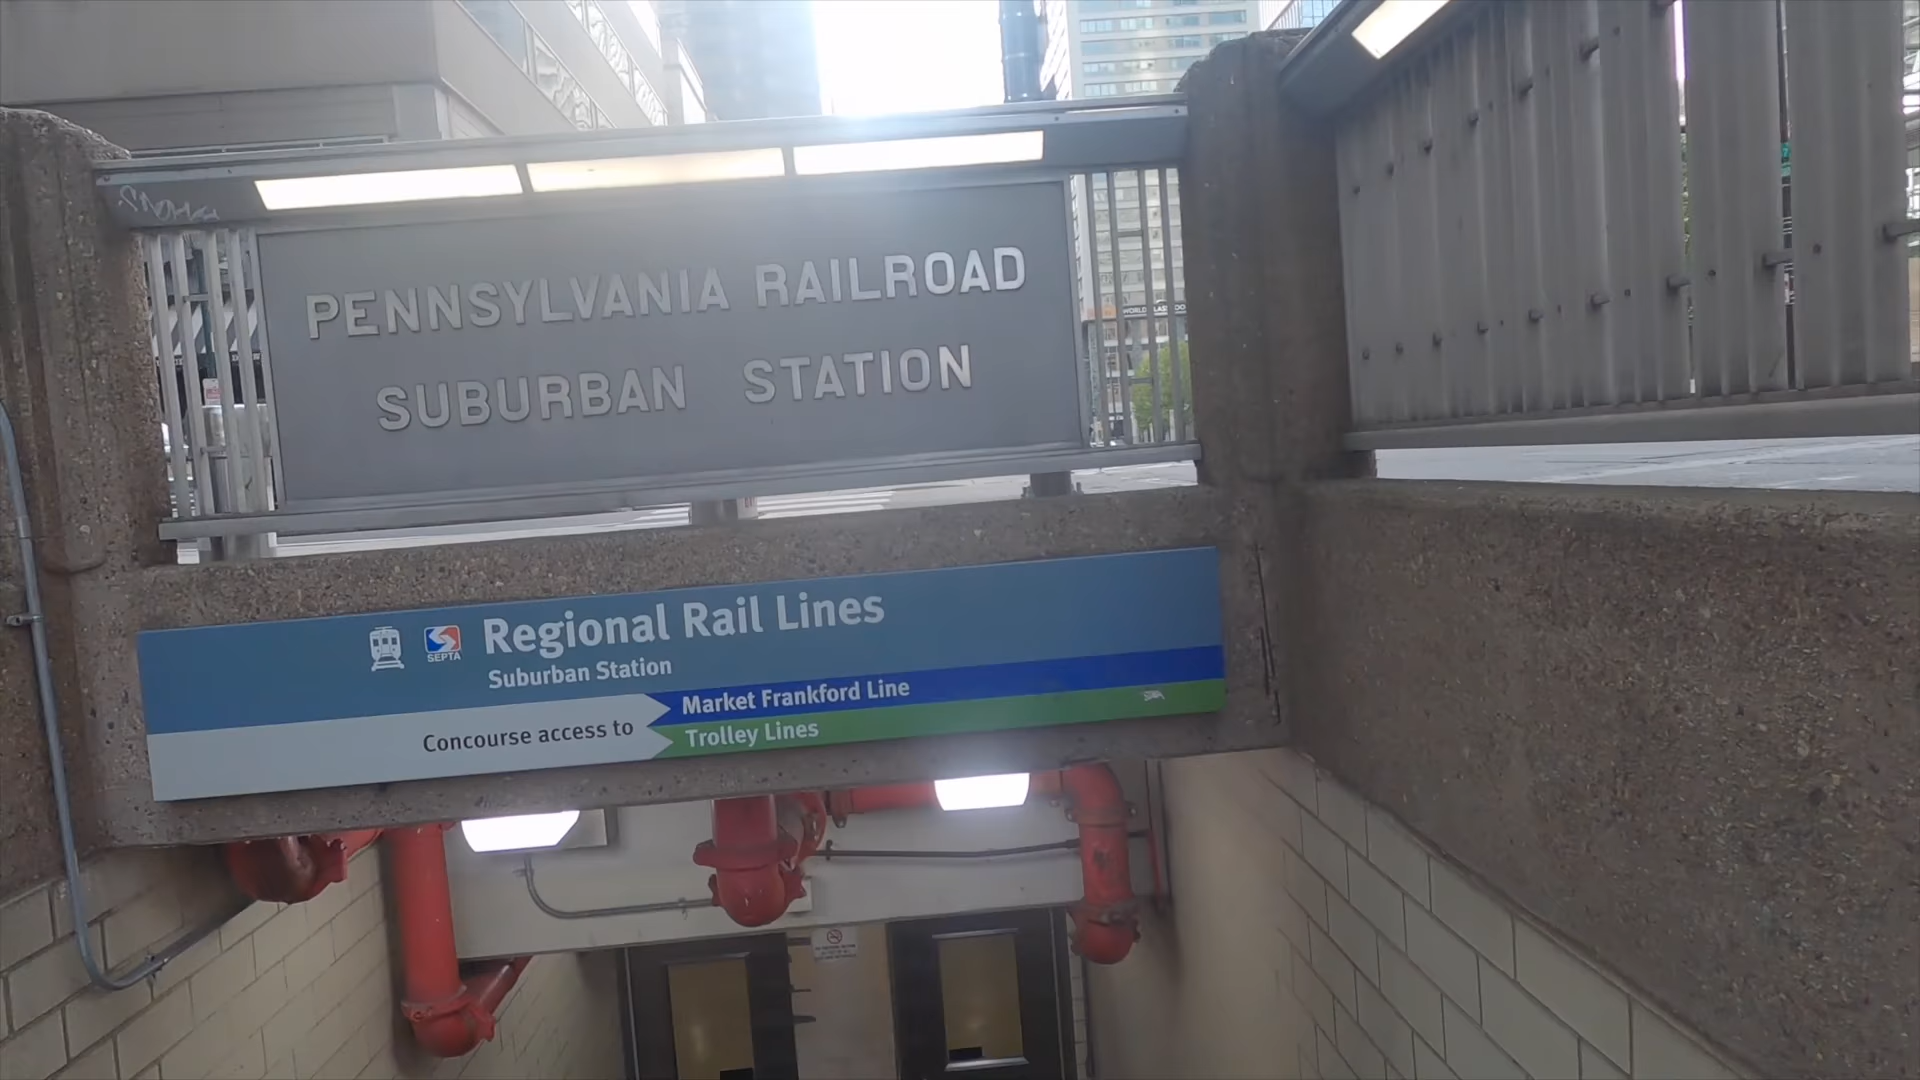 PENNSYLVANIA RAILROAD
SUBURBAN STATION
SEPTA
Regional Rail Lines
Suburban Station
Concourse access to
Market Frankford Line
Trolley Lines